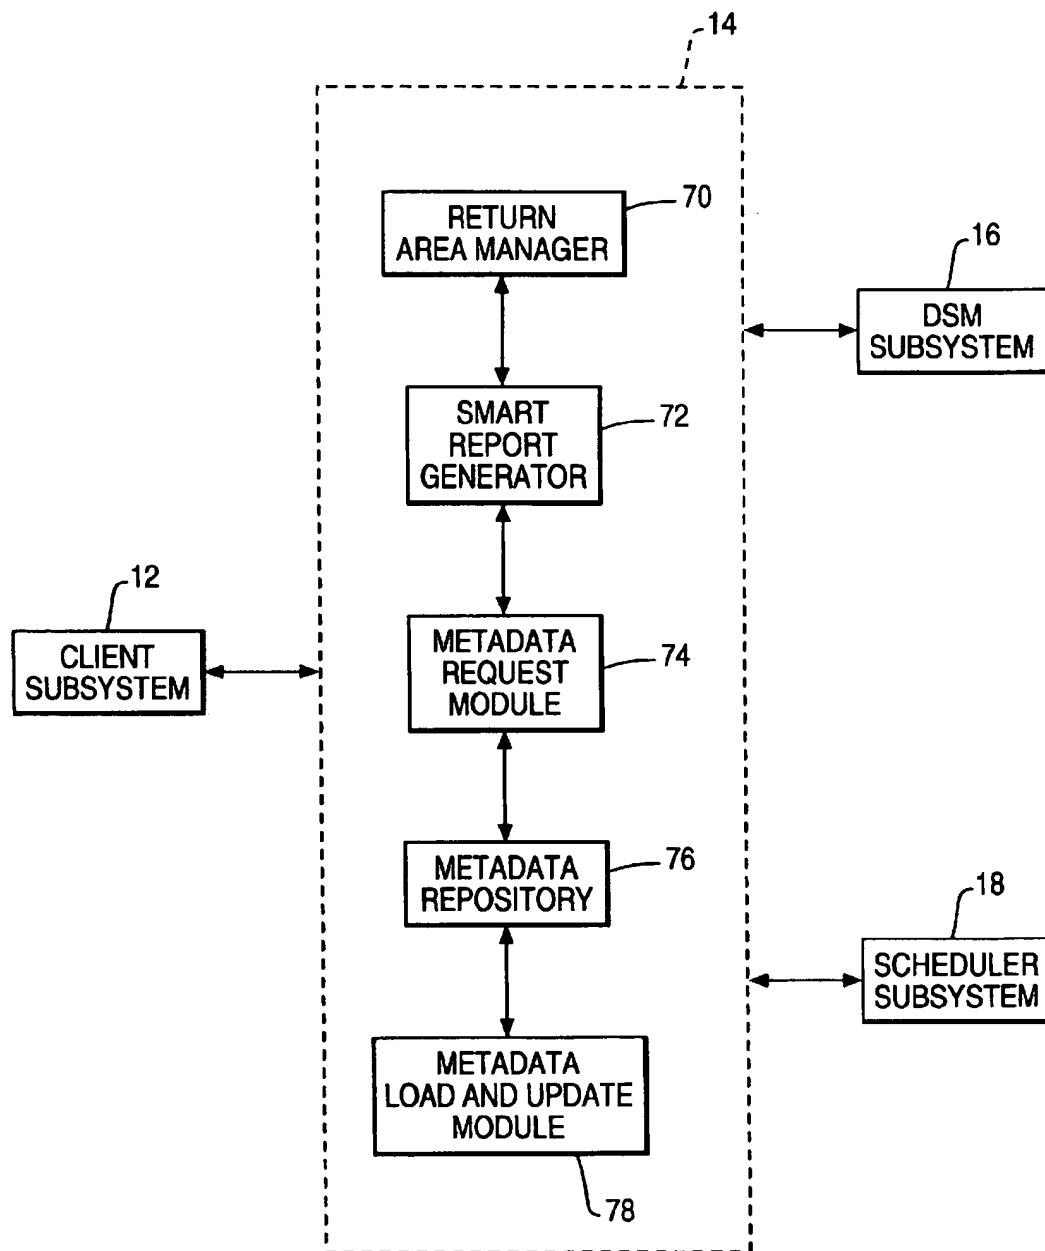 14
RETURN
AREA MANAGER
70
16
DSM
SUBSYSTEM
SMART
REPORT
GENERATOR
72
12
CLIENT
SUBSYSTEM
METADATA
REQUEST
MODULE
74
METADATA
REPOSITORY
76
18
SCHEDULER
SUBSYSTEM
METADATA
LOAD AND UPDATE
MODULE
78